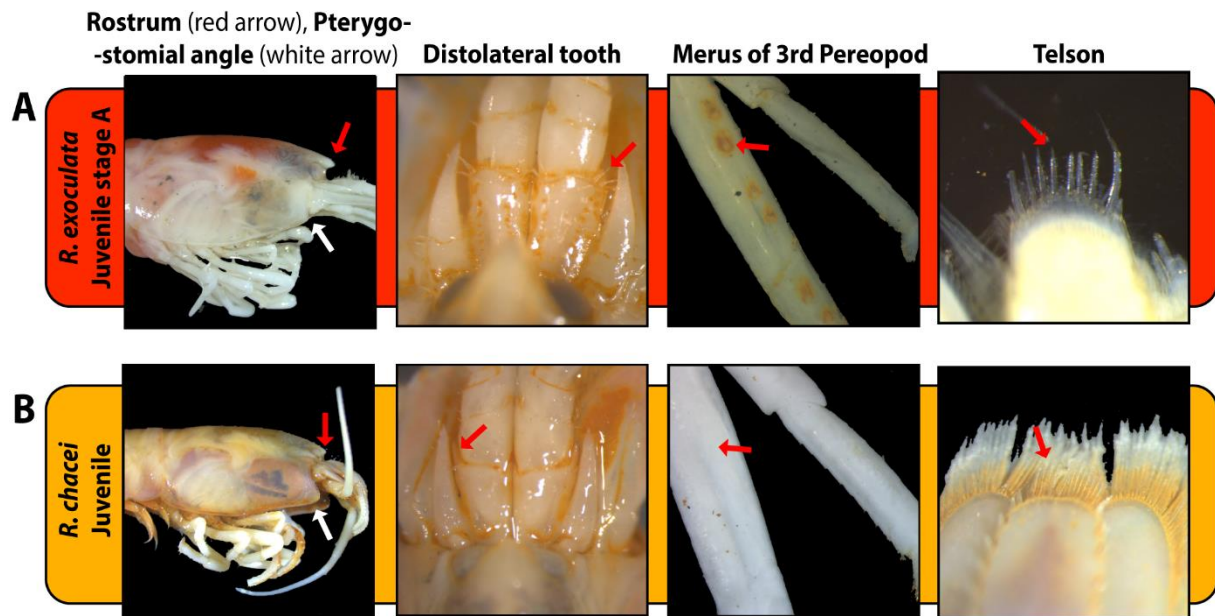 Rostrum (red arrow), Pterygo-
-stomial angle (white arrow)
Distolateral tooth
Merus of 3rd Pereopod
Telson
A
R. exoculata
Juvenile stage A
B
R. chacei
Juvenile